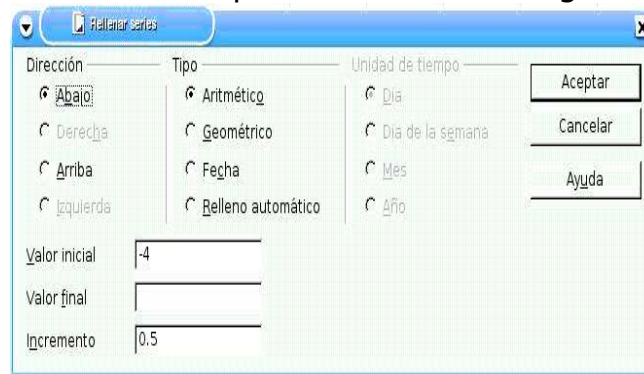 Rellenar series
Dirección Tipo Unidad de tiempo
Abajo Aritmético Día Aceptar
Derecha Geométrico Día de la semana Cancelar
Arriba Fecha Mes Ayuda
Izquierda Relleno automático Año
Valor inicial -4
Valor final
Incremento 0.5